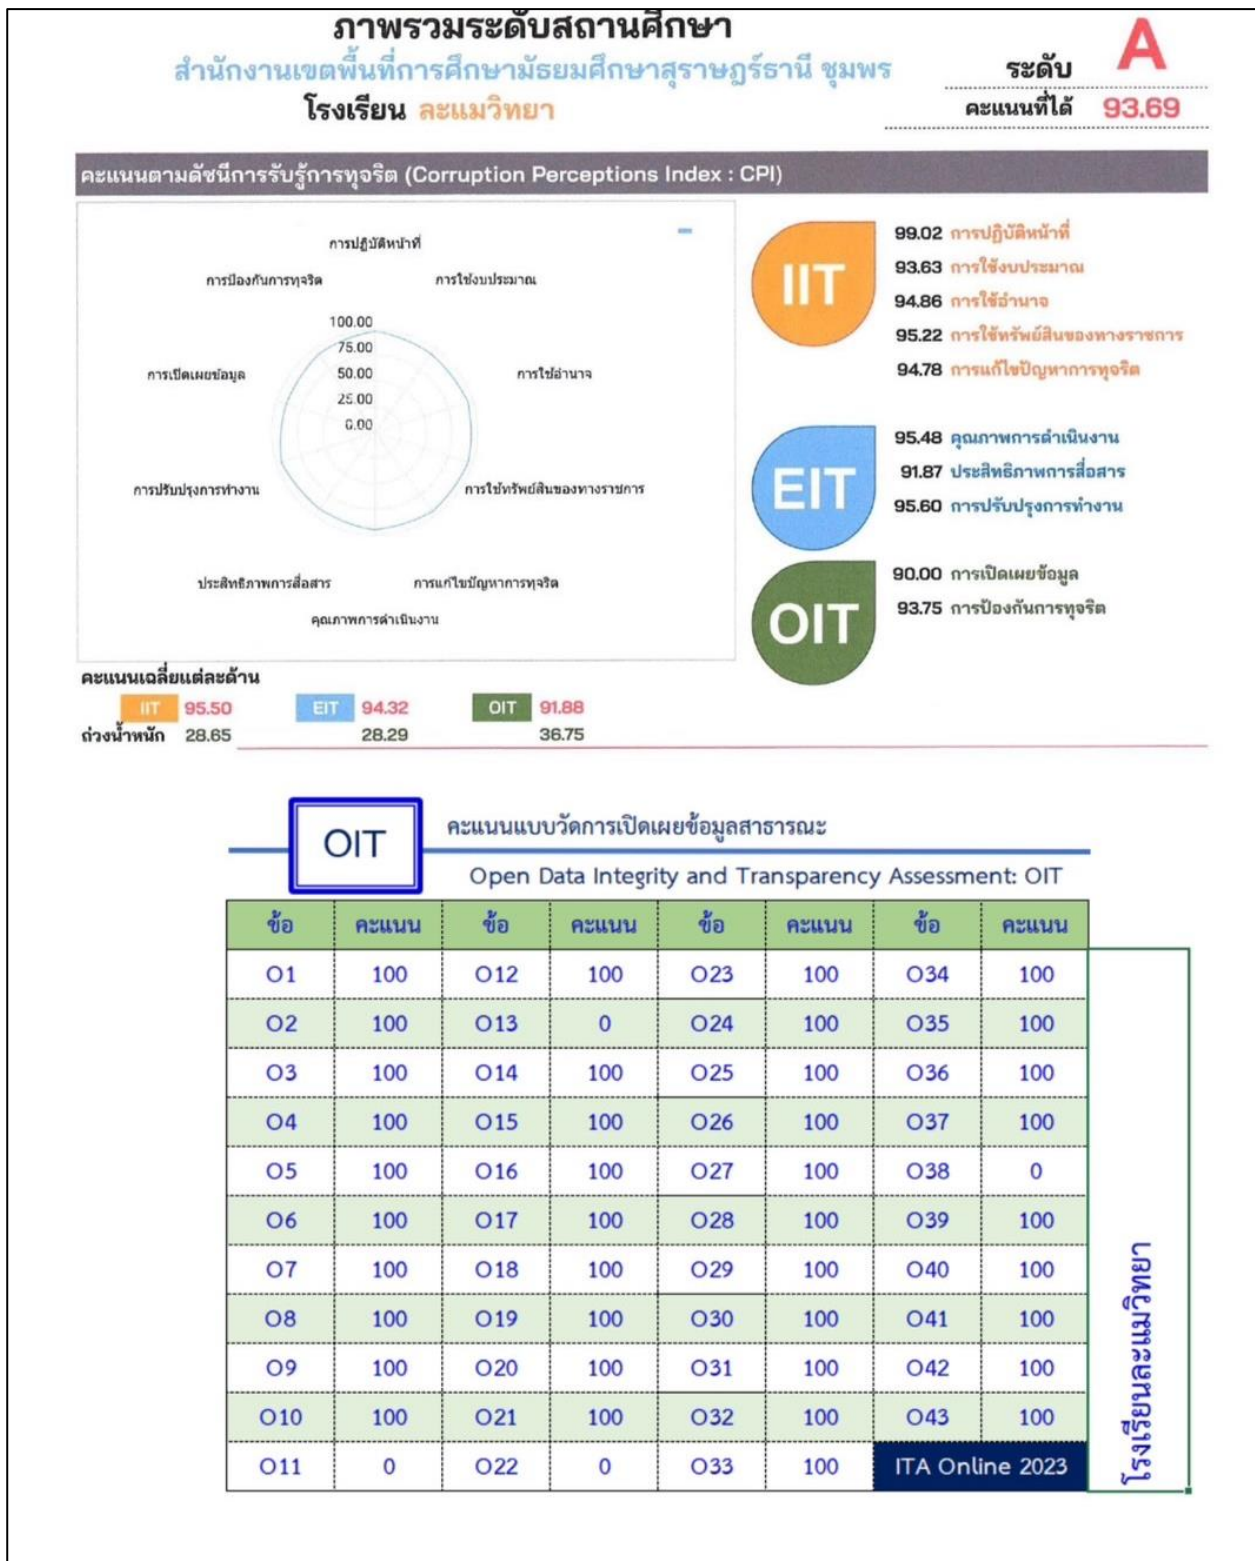 ภาพรวมระดับสถานศึกษา
สำนักงานเขตพื้นที่การศึกษามัธยมศึกษาสุราษฎร์ธานี ชุมพร
โรงเรียน ละแมวิทยา
ระดับ A
คะแนนที่ได้ 93.69
คะแนนตามดัชนีการรับรู้การทุจริต (Corruption Perceptions Index : CPI)
การปฏิบัติหน้าที่
การป้องกันการทุจริต การใช้งบประมาณ
100.00
75.00
การเปิดเผยข้อมูล 50.00 การใช้อำนาจ
25.00
0.00
การปรับปรุงการทำงาน การใช้ทรัพย์สินของทางราชการ
ประสิทธิภาพการสื่อสาร การแก้ไขปัญหาการทุจริต
คุณภาพการดำเนินงาน
IIT
99.02 การปฏิบัติหน้าที่
93.63 การใช้งบประมาณ
94.86 การใช้อำนาจ
95.22 การใช้ทรัพย์สินของทางราชการ
94.78 การแก้ไขปัญหาการทุจริต
EIT
95.48 คุณภาพการดำเนินงาน
91.87 ประสิทธิภาพการสื่อสาร
95.60 การปรับปรุงการทำงาน
OIT
90.00 การเปิดเผยข้อมูล
93.75 การป้องกันการทุจริต
คะแนนเฉลี่ยแต่ละด้าน
IIT 95.50 EIT 94.32 OIT 91.88
ถ่วงน้ำหนัก 28.65 28.29 36.75
OIT
คะแนนแบบวัดการเปิดเผยข้อมูลสาธารณะ
Open Data Integrity and Transparency Assessment: OIT
ข้อ คะแนน ข้อ คะแนน ข้อ คะแนน ข้อ คะแนน
O1 100 O12 100 O23 100 O34 100
O2 100 O13 0 O24 100 O35 100
O3 100 O14 100 O25 100 O36 100
O4 100 O15 100 O26 100 O37 100
O5 100 O16 100 O27 100 O38 0
O6 100 O17 100 O28 100 O39 100
O7 100 O18 100 O29 100 O40 100
O8 100 O19 100 O30 100 O41 100
O9 100 O20 100 O31 100 O42 100
O10 100 O21 100 O32 100 O43 100
O11 0 O22 0 O33 100 ITA Online 2023
โรงเรียนละแมวิทยา